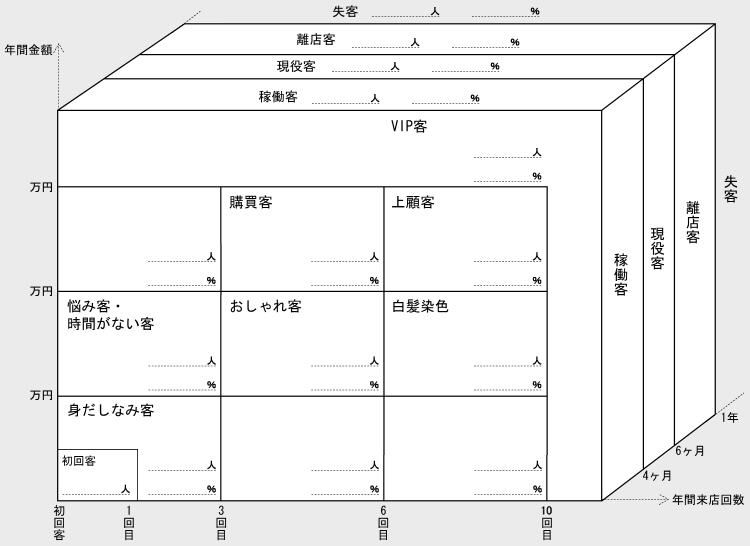 失客 人 %
離店客 人 %
現役客 人 %
稼働客 人 %
年間金額
VIP客
人
%
万円
購買客
上顧客
人 人 人
% % %
万円
悩み客・
時間がない客
おしゃれ客
白髪染色
人 人 人
% % %
万円
身だしなみ客
初回客
人
人 人 人
% % %
稼働客
現役客
離店客
失客
1年
6ヶ月
4ヶ月
年間来店回数
初回客
1回目
3回目
6回目
10回目